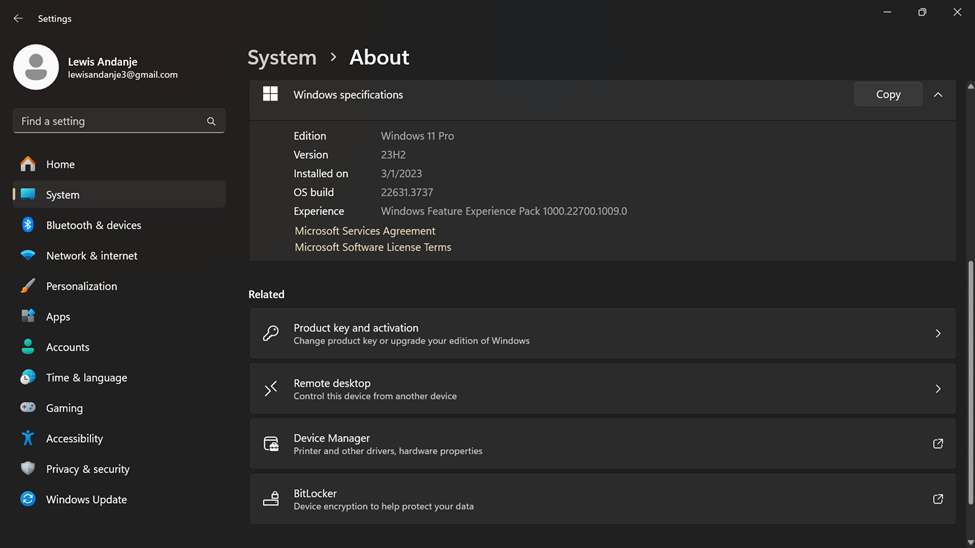 Settings
Lewis Andanje
lewisandanje3@gmail.com
Find a setting
Home
System
Bluetooth & devices
Network & internet
Personalization
Apps
Accounts
Time & language
Gaming
Accessibility
Privacy & security
Windows Update
System > About
Windows specifications
Copy
Edition Windows 11 Pro
Version 23H2
Installed on 3/1/2023
OS build 22631.3737
Experience Windows Feature Experience Pack 1000.22700.1009.0
Microsoft Services Agreement
Microsoft Software License Terms
Related
Product key and activation
Change product key or upgrade your edition of Windows
Remote desktop
Control this device from another device
Device Manager
Printer and other drivers, hardware properties
BitLocker
Device encryption to help protect your data